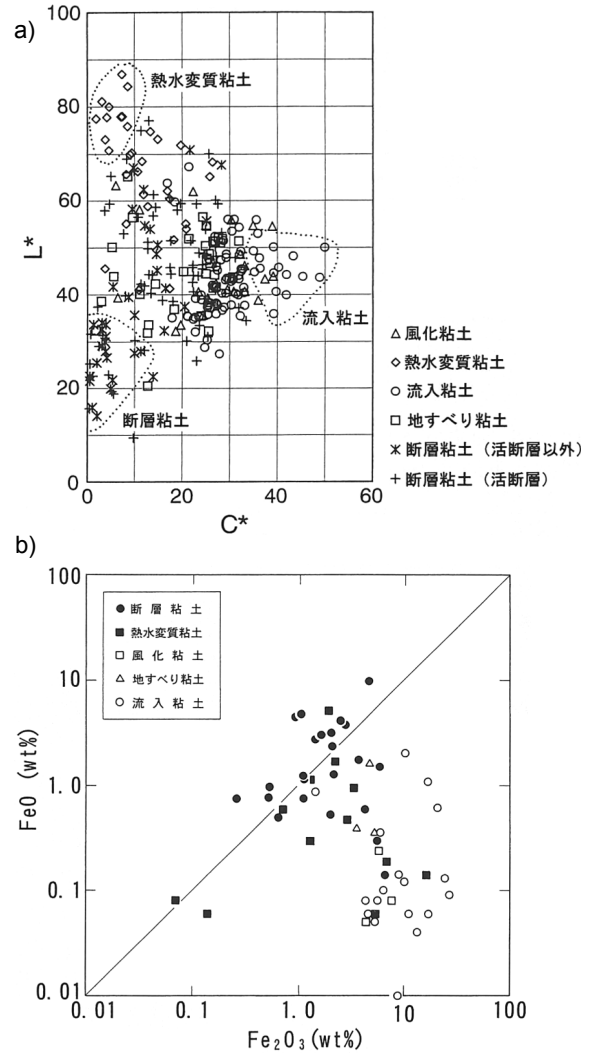 a)
100
80
60
40
20
0
L*
熱水変質粘土
流入粘土
断層粘土
0 20 40 60
C*
△ 風化粘土
◇ 熱水変質粘土
○ 流入粘土
□ 地すべり粘土
断層粘土（活断層以外）
+ 断層粘土（活断層）
b)
100
10
1.0
0.1
0.01
FeO (wt%)
● 断層粘土
■ 熱水変質粘土
□ 風化粘土
△ 地すべり粘土
○ 流入粘土
0.01 0.1 1.0 10 100
Fe₂O₃(wt%)